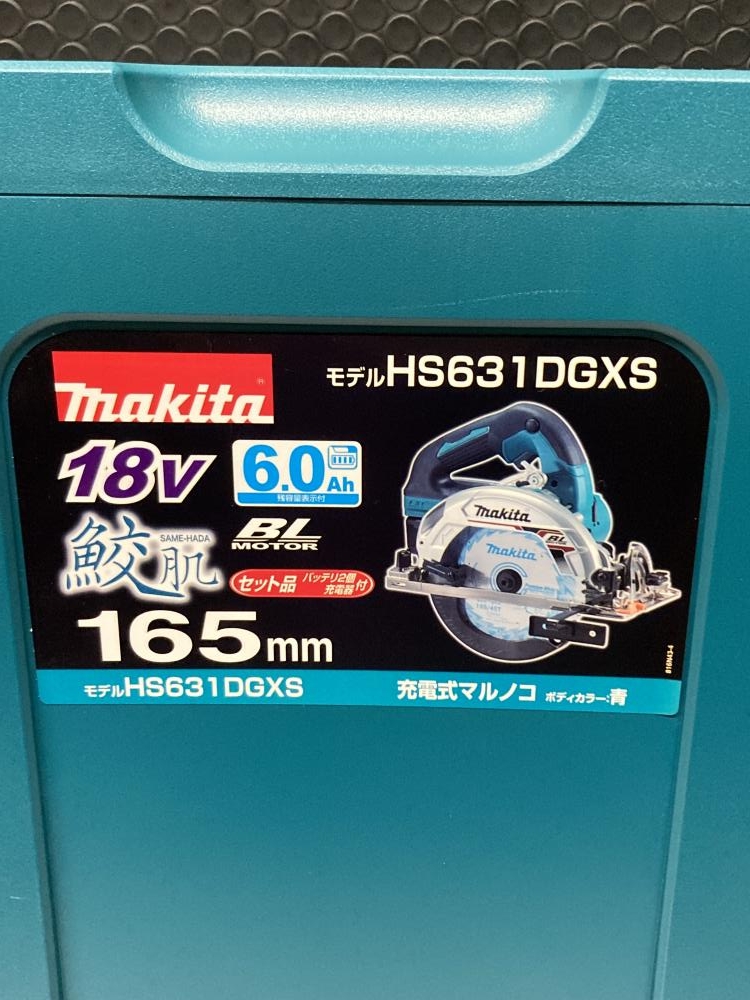 モデルHS631DGXS
makita®
18V
6.0Ah
残容量表示付
鮫肌
SAME-HADA
BL
MOTOR
セット品 バッテリ2個 充電器 付
165mm
Makita
BL
makita
816N43-4
モデルHS631DGXS
充電式マルノコ ボディカラー:青